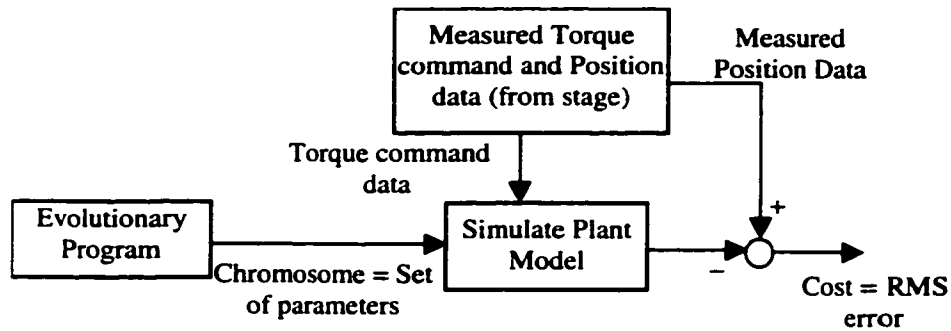 Measured Torque
command and Position
data (from stage)
Measured
Position Data
Torque command
data
Evolutionary
Program
Chromosome = Set
of parameters
Simulate Plant
Model
+
–
Cost = RMS
error